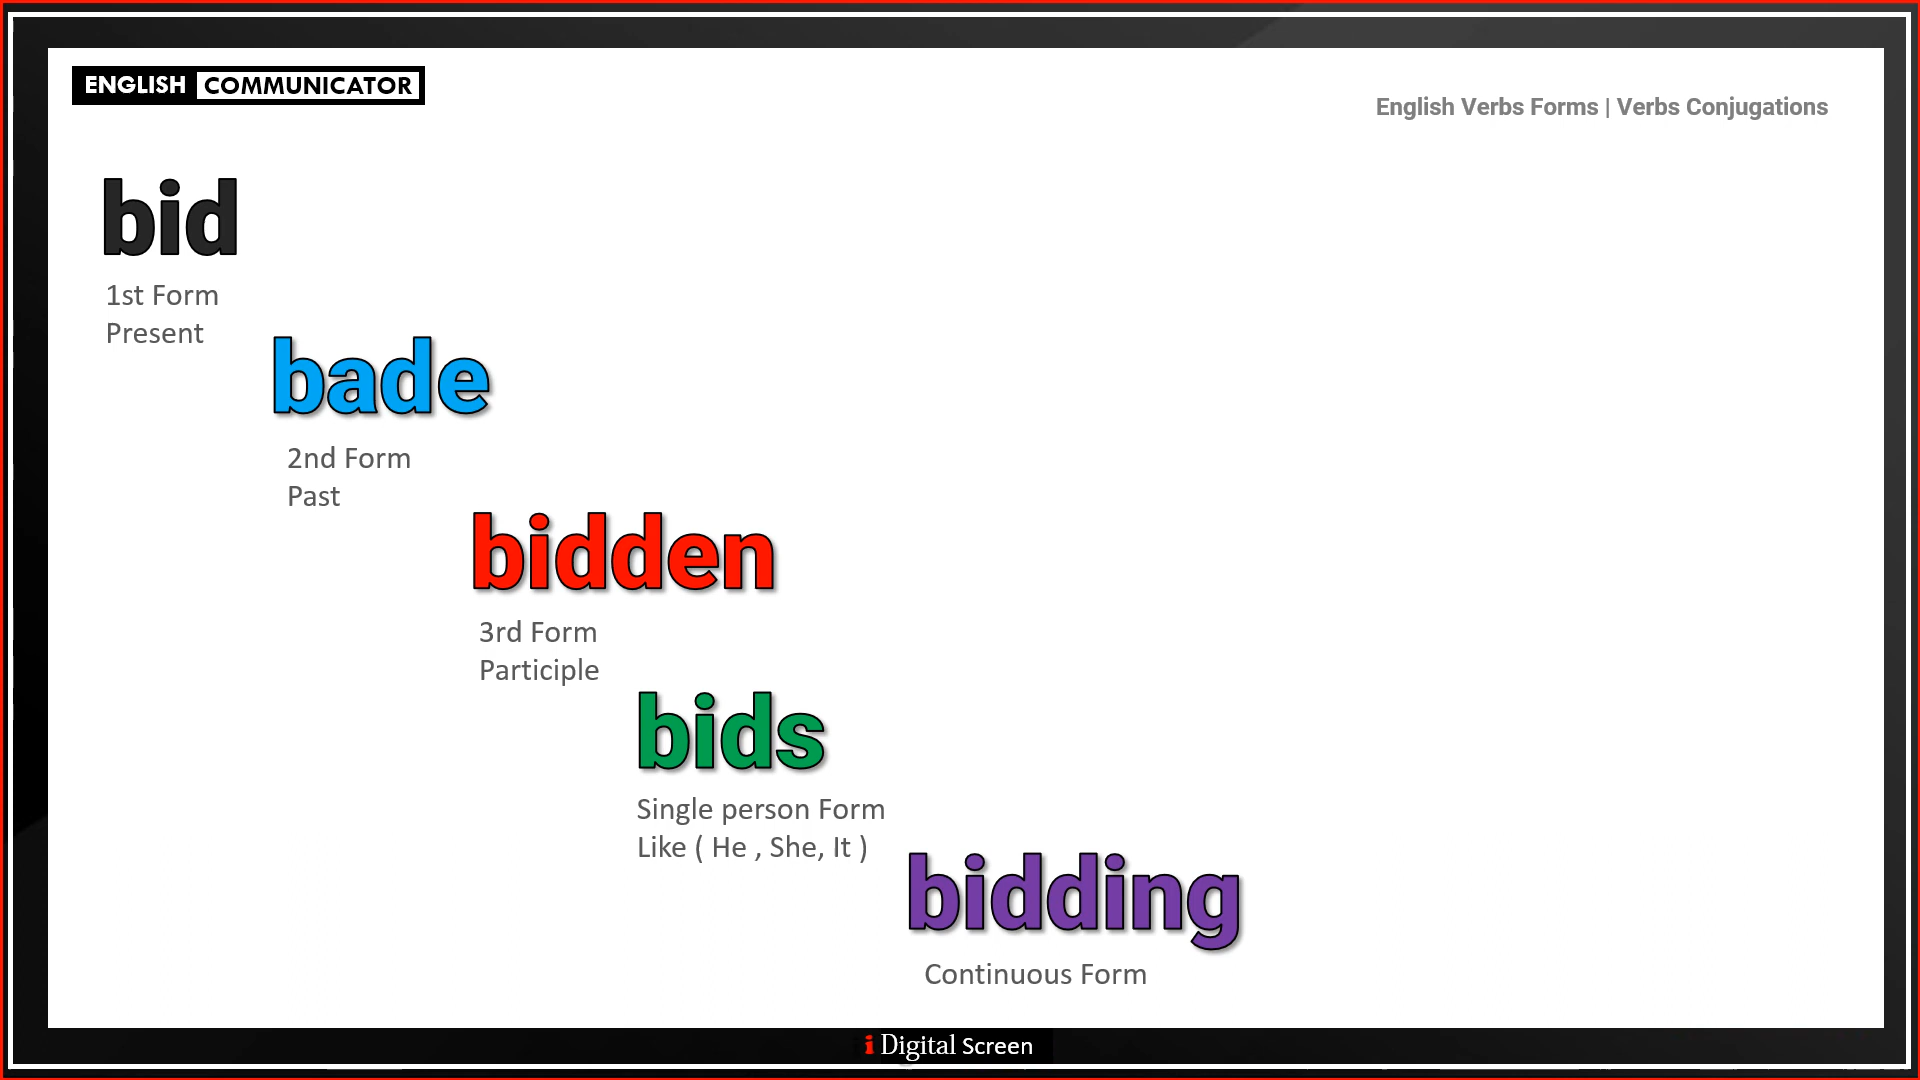 ENGLISH COMMUNICATOR
English Verbs Forms | Verbs Conjugations
bid
1st Form
Present
bade
2nd Form
Past
bidden
3rd Form
Participle
bids
Single person Form
Like ( He , She, It )
bidding
Continuous Form
i Digital Screen